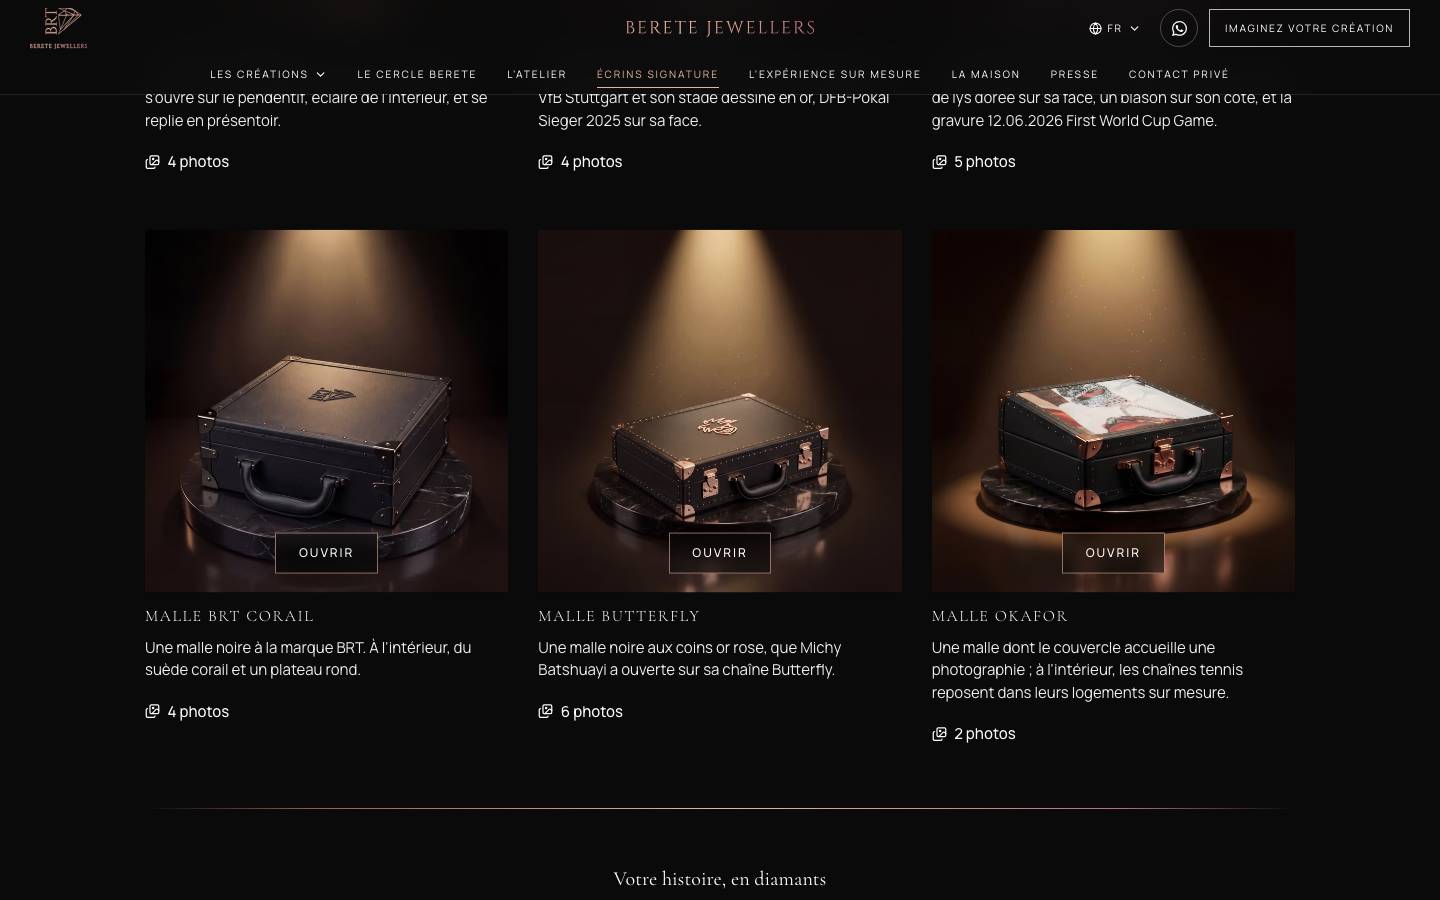 BRT
BERETE JEWELLERS
BERETE JEWELLERS
FR
IMAGINEZ VOTRE CRÉATION
LES CRÉATIONS
LE CERCLE BERETE
L'ATELIER
ÉCRINS SIGNATURE
L'EXPÉRIENCE SUR MESURE
LA MAISON
PRESSE
CONTACT PRIVÉ
s'ouvre sur le pendentif, éclairé de l'intérieur, et se
replie en présentoir.
4 photos
VfB Stuttgart et son stade dessiné en or, DFB-Pokal
Sieger 2025 sur sa face.
4 photos
de lys dorée sur sa face, un blason sur son côté, et la
gravure 12.06.2026 First World Cup Game.
5 photos
OUVRIR
MALLE BRT CORAIL
Une malle noire à la marque BRT. À l'intérieur, du
suède corail et un plateau rond.
4 photos
OUVRIR
MALLE BUTTERFLY
Une malle noire aux coins or rose, que Michy
Batshuayi a ouverte sur sa chaîne Butterfly.
6 photos
OUVRIR
MALLE OKAFOR
Une malle dont le couvercle accueille une
photographie ; à l'intérieur, les chaînes tennis
reposent dans leurs logements sur mesure.
2 photos
Votre histoire, en diamants